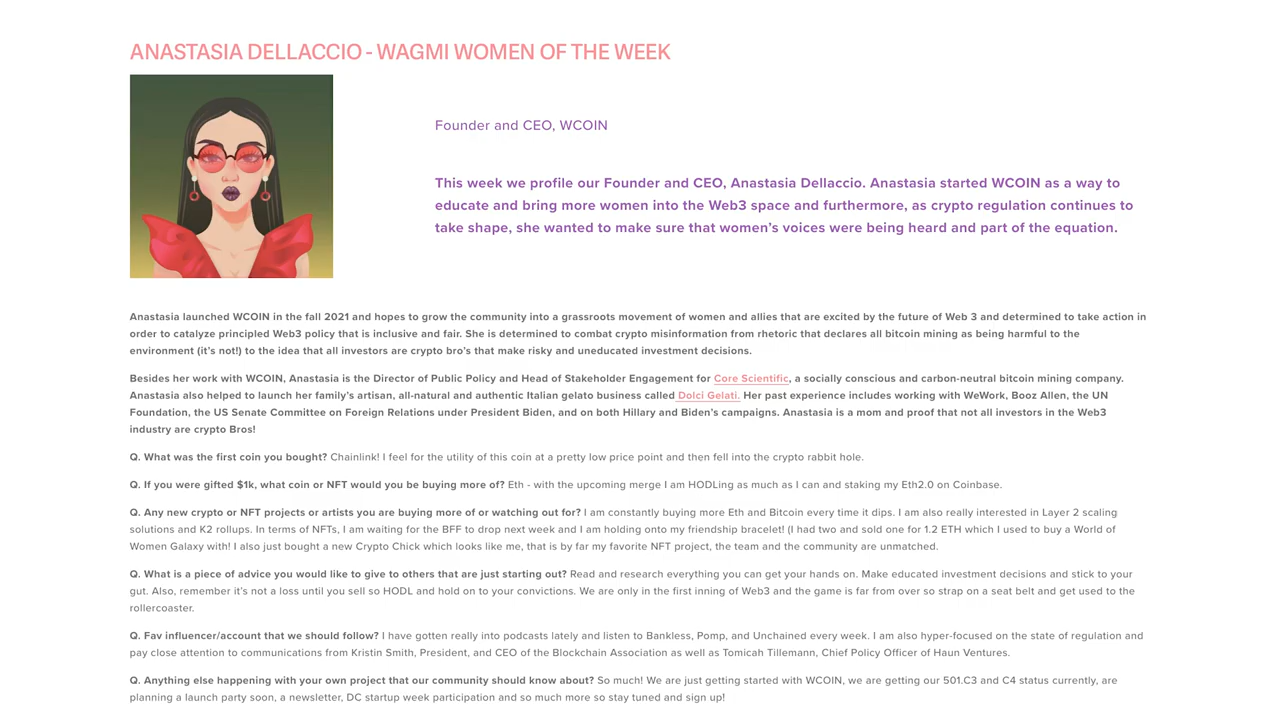 ANASTASIA DELLACCIO - WAGMI WOMEN OF THE WEEK
Founder and CEO, WCOIN
This week we profile our Founder and CEO, Anastasia Dellaccio. Anastasia started WCOIN as a way to
educate and bring more women into the Web3 space and furthermore, as crypto regulation continues to
take shape, she wanted to make sure that women's voices were being heard and part of the equation.
Anastasia launched WCOIN in the fall 2021 and hopes to grow the community into a grassroots movement of women and allies that are excited by the future of Web 3 and determined to take action in
order to catalyze principled Web3 policy that is inclusive and fair. She is determined to combat crypto misinformation from rhetoric that declares all bitcoin mining as being harmful to the
environment (it's not!) to the idea that all investors are crypto bro's that make risky and uneducated investment decisions.
Besides her work with WCOIN, Anastasia is the Director of Public Policy and Head of Stakeholder Engagement for Core Scientific, a socially conscious and carbon-neutral bitcoin mining company.
Anastasia also helped to launch her family's artisan, all-natural and authentic Italian gelato business called Dolci Gelati. Her past experience includes working with WeWork, Booz Allen, the UN
Foundation, the US Senate Committee on Foreign Relations under President Biden, and on both Hillary and Biden's campaigns. Anastasia is a mom and proof that not all investors in the Web3
industry are crypto Bros!
Q. What was the first coin you bought? Chainlink! I feel for the utility of this coin at a pretty low price point and then fell into the crypto rabbit hole.
Q. If you were gifted $1k, what coin or NFT would you be buying more of? Eth - with the upcoming merge I am HODLing as much as I can and staking my Eth2.0 on Coinbase.
Q. Any new crypto or NFT projects or artists you are buying more of or watching out for? I am constantly buying more Eth and Bitcoin every time it dips. I am also really interested in Layer 2 scaling
solutions and K2 rollups. In terms of NFTs, I am waiting for the BFF to drop next week and I am holding onto my friendship bracelet! (I had two and sold one for 1.2 ETH which I used to buy a World of
Women Galaxy with! I also just bought a new Crypto Chick which looks like me, that is by far my favorite NFT project, the team and the community are unmatched.
Q. What is a piece of advice you would like to give to others that are just starting out? Read and research everything you can get your hands on. Make educated investment decisions and stick to your
gut. Also, remember it's not a loss until you sell so HODL and hold on to your convictions. We are only in the first inning of Web3 and the game is far from over so strap on a seat belt and get used to the
rollercoaster.
Q. Fav influencer/account that we should follow? I have gotten really into podcasts lately and listen to Bankless, Pomp, and Unchained every week. I am also hyper-focused on the state of regulation and
pay close attention to communications from Kristin Smith, President, and CEO of the Blockchain Association as well as Tomicah Tillemann, Chief Policy Officer of Haun Ventures.
Q. Anything else happening with your own project that our community should know about? So much! We are just getting started with WCOIN, we are getting our 501.C3 and C4 status currently, are
planning a launch party soon, a newsletter, DC startup week participation and so much more so stay tuned and sign up!